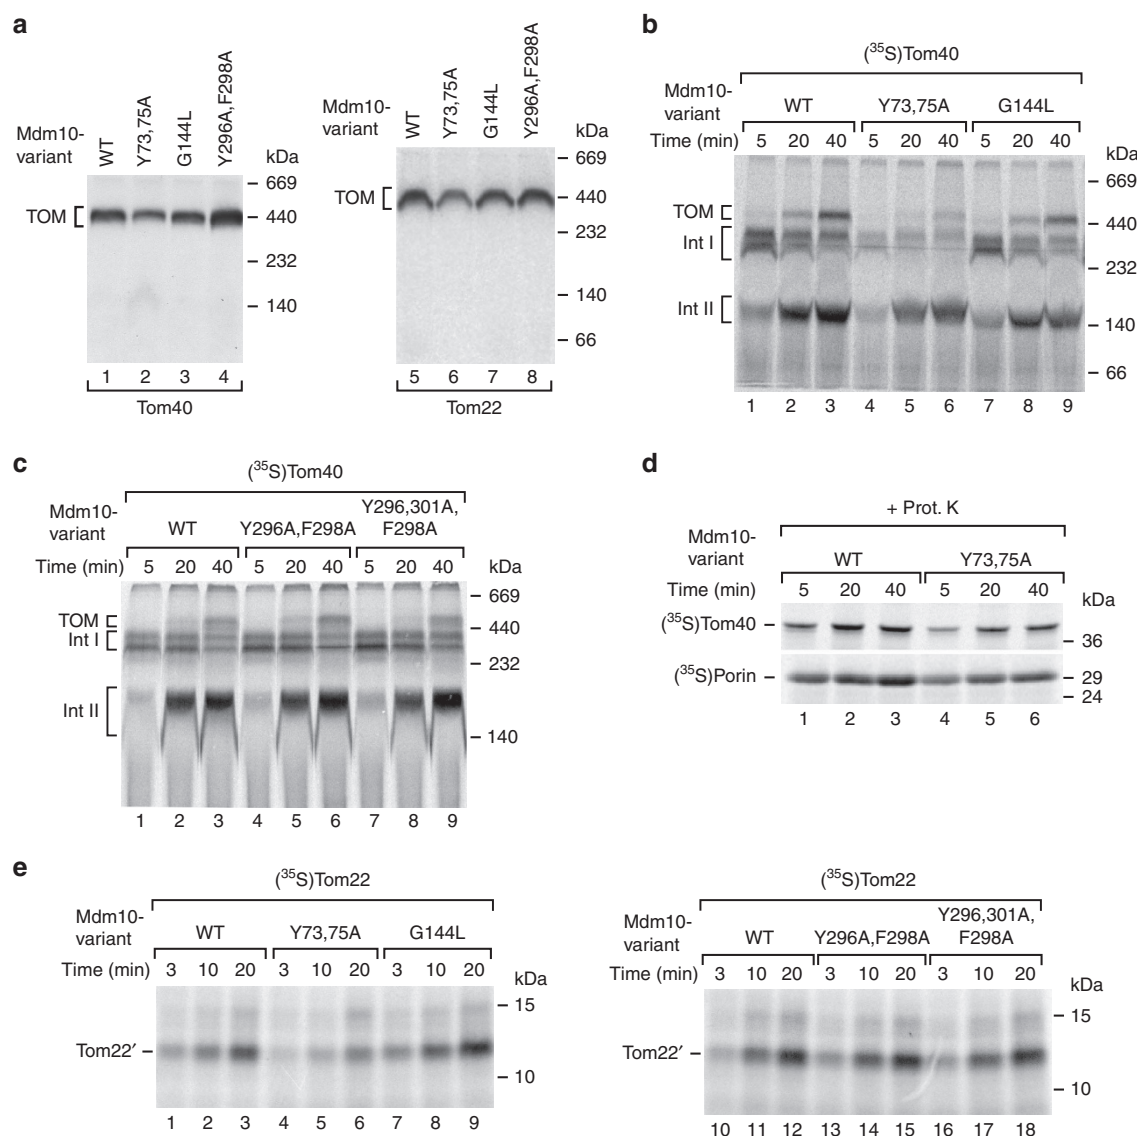 a
Mdm10-
variant
WT
Y73,75A
G144L
Y296A,F298A
kDa
TOM
669
440
232
140
1 2 3 4
Tom40
Mdm10-
variant
WT
Y73,75A
G144L
Y296A,F298A
kDa
TOM
669
440
232
140
66
5 6 7 8
Tom22
b
(35S)Tom40
Mdm10-
variant
WT Y73,75A G144L
Time (min) 5 20 40 5 20 40 5 20 40
kDa
TOM
Int I
Int II
669
440
232
140
66
1 2 3 4 5 6 7 8 9
c
(35S)Tom40
Mdm10-
variant
WT Y296A,F298A Y296,301A,
F298A
Time (min) 5 20 40 5 20 40 5 20 40 kDa
TOM
Int I
Int II
669
440
232
140
1 2 3 4 5 6 7 8 9
d
+ Prot. K
Mdm10-
variant
WT Y73,75A
Time (min) 5 20 40 5 20 40
kDa
(35S)Tom40
36
(35S)Porin
29
24
1 2 3 4 5 6
e
(35S)Tom22
Mdm10-
variant
WT Y73,75A G144L
Time (min) 3 10 20 3 10 20 3 10 20
kDa
15
Tom22′
10
1 2 3 4 5 6 7 8 9
(35S)Tom22
Mdm10-
variant
WT Y296A,F298A Y296,301A,
F298A
Time (min) 3 10 20 3 10 20 3 10 20
kDa
15
Tom22′
10
10 11 12 13 14 15 16 17 18